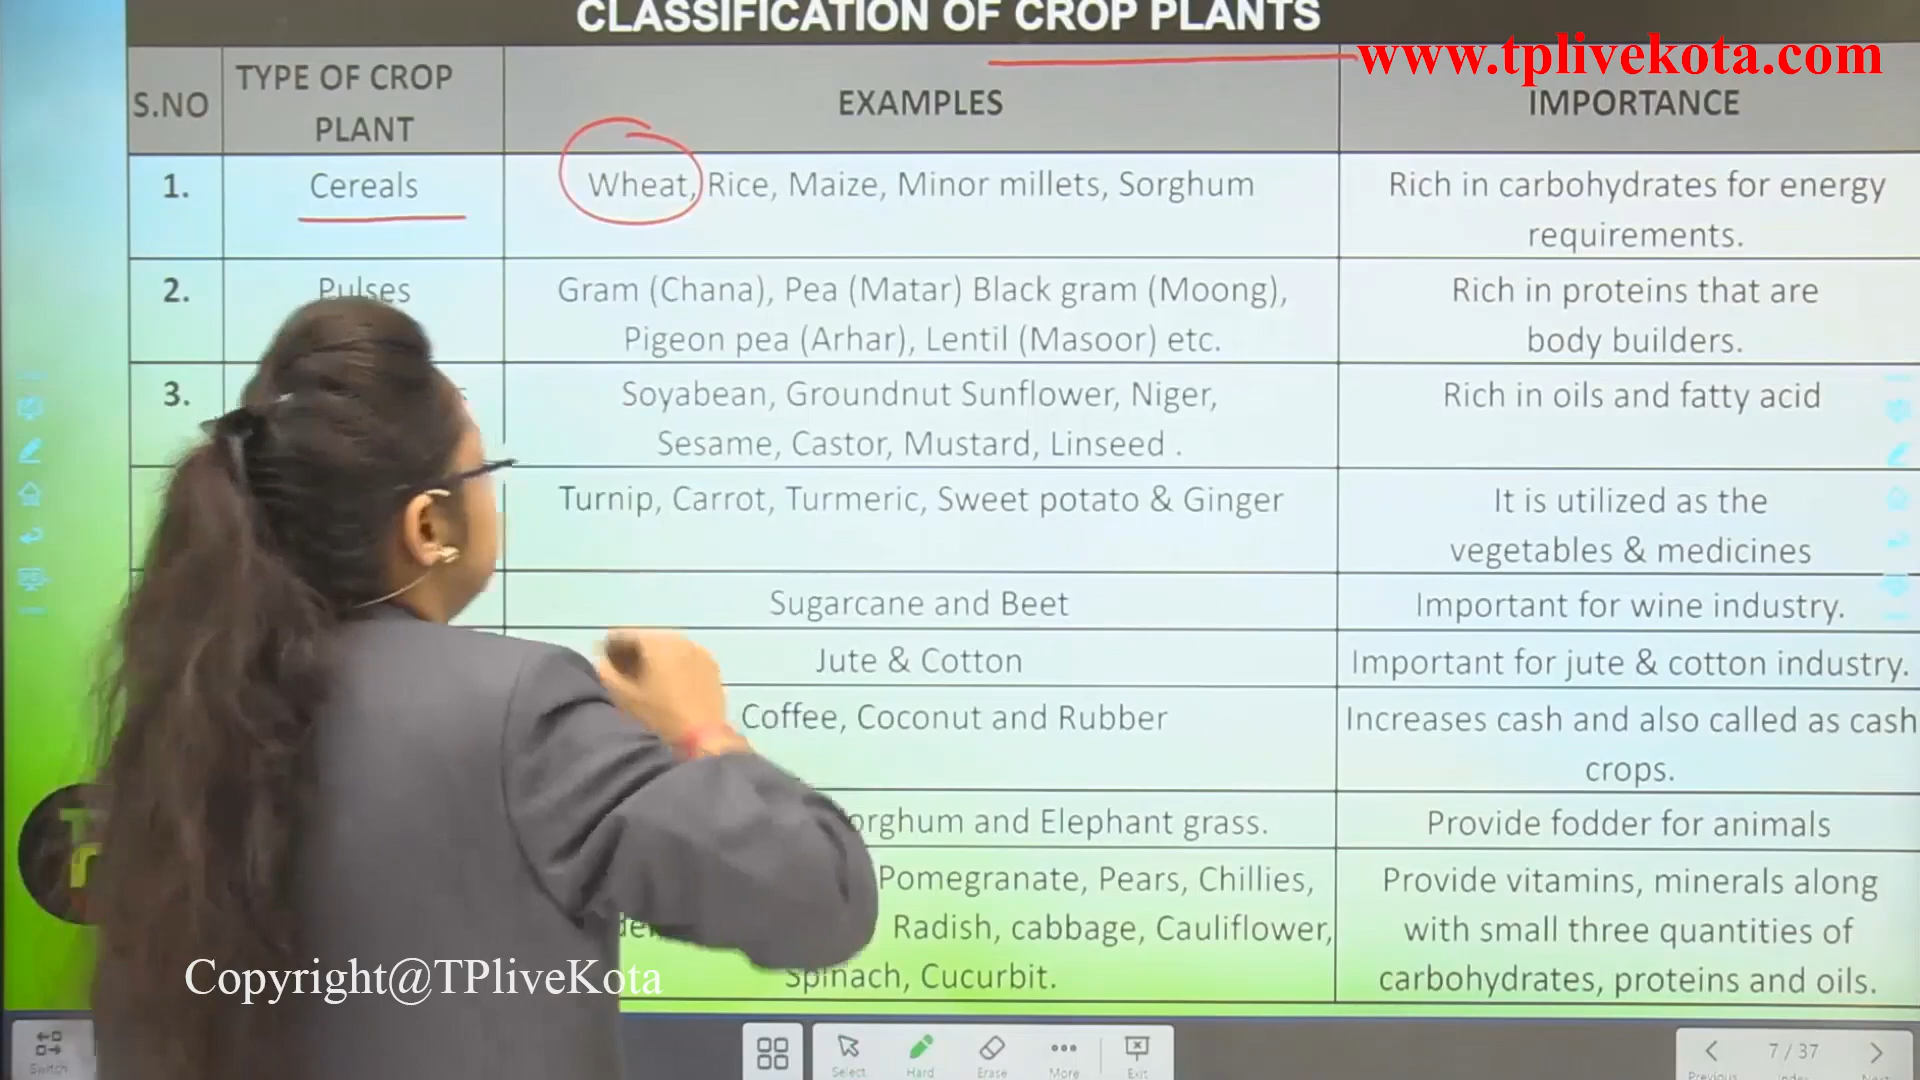 CLASSIFICATION OF CROP PLANTS
www.tplivekota.com
S.NO
TYPE OF CROP
PLANT
EXAMPLES
IMPORTANCE
1.
Cereals
Wheat, Rice, Maize, Minor millets, Sorghum
Rich in carbohydrates for energy
requirements.
2.
Pulses
Gram (Chana), Pea (Matar) Black gram (Moong),
Pigeon pea (Arhar), Lentil (Masoor) etc.
Rich in proteins that are
body builders.
3.
Soyabean, Groundnut Sunflower, Niger,
Sesame, Castor, Mustard, Linseed .
Rich in oils and fatty acid
Turnip, Carrot, Turmeric, Sweet potato & Ginger
It is utilized as the
vegetables & medicines
Sugarcane and Beet
Important for wine industry.
Jute & Cotton
Important for jute & cotton industry.
Coffee, Coconut and Rubber
Increases cash and also called as cash
crops.
and Elephant grass.
Provide fodder for animals
Pomegranate, Pears, Chillies,
Radish, cabbage, Cauliflower,
Spinach, Cucurbit.
Provide vitamins, minerals along
with small three quantities of
carbohydrates, proteins and oils.
Copyright@TPliveKota
Switch
Select
Hard
Erase
More
Exit
7 / 37
Previous